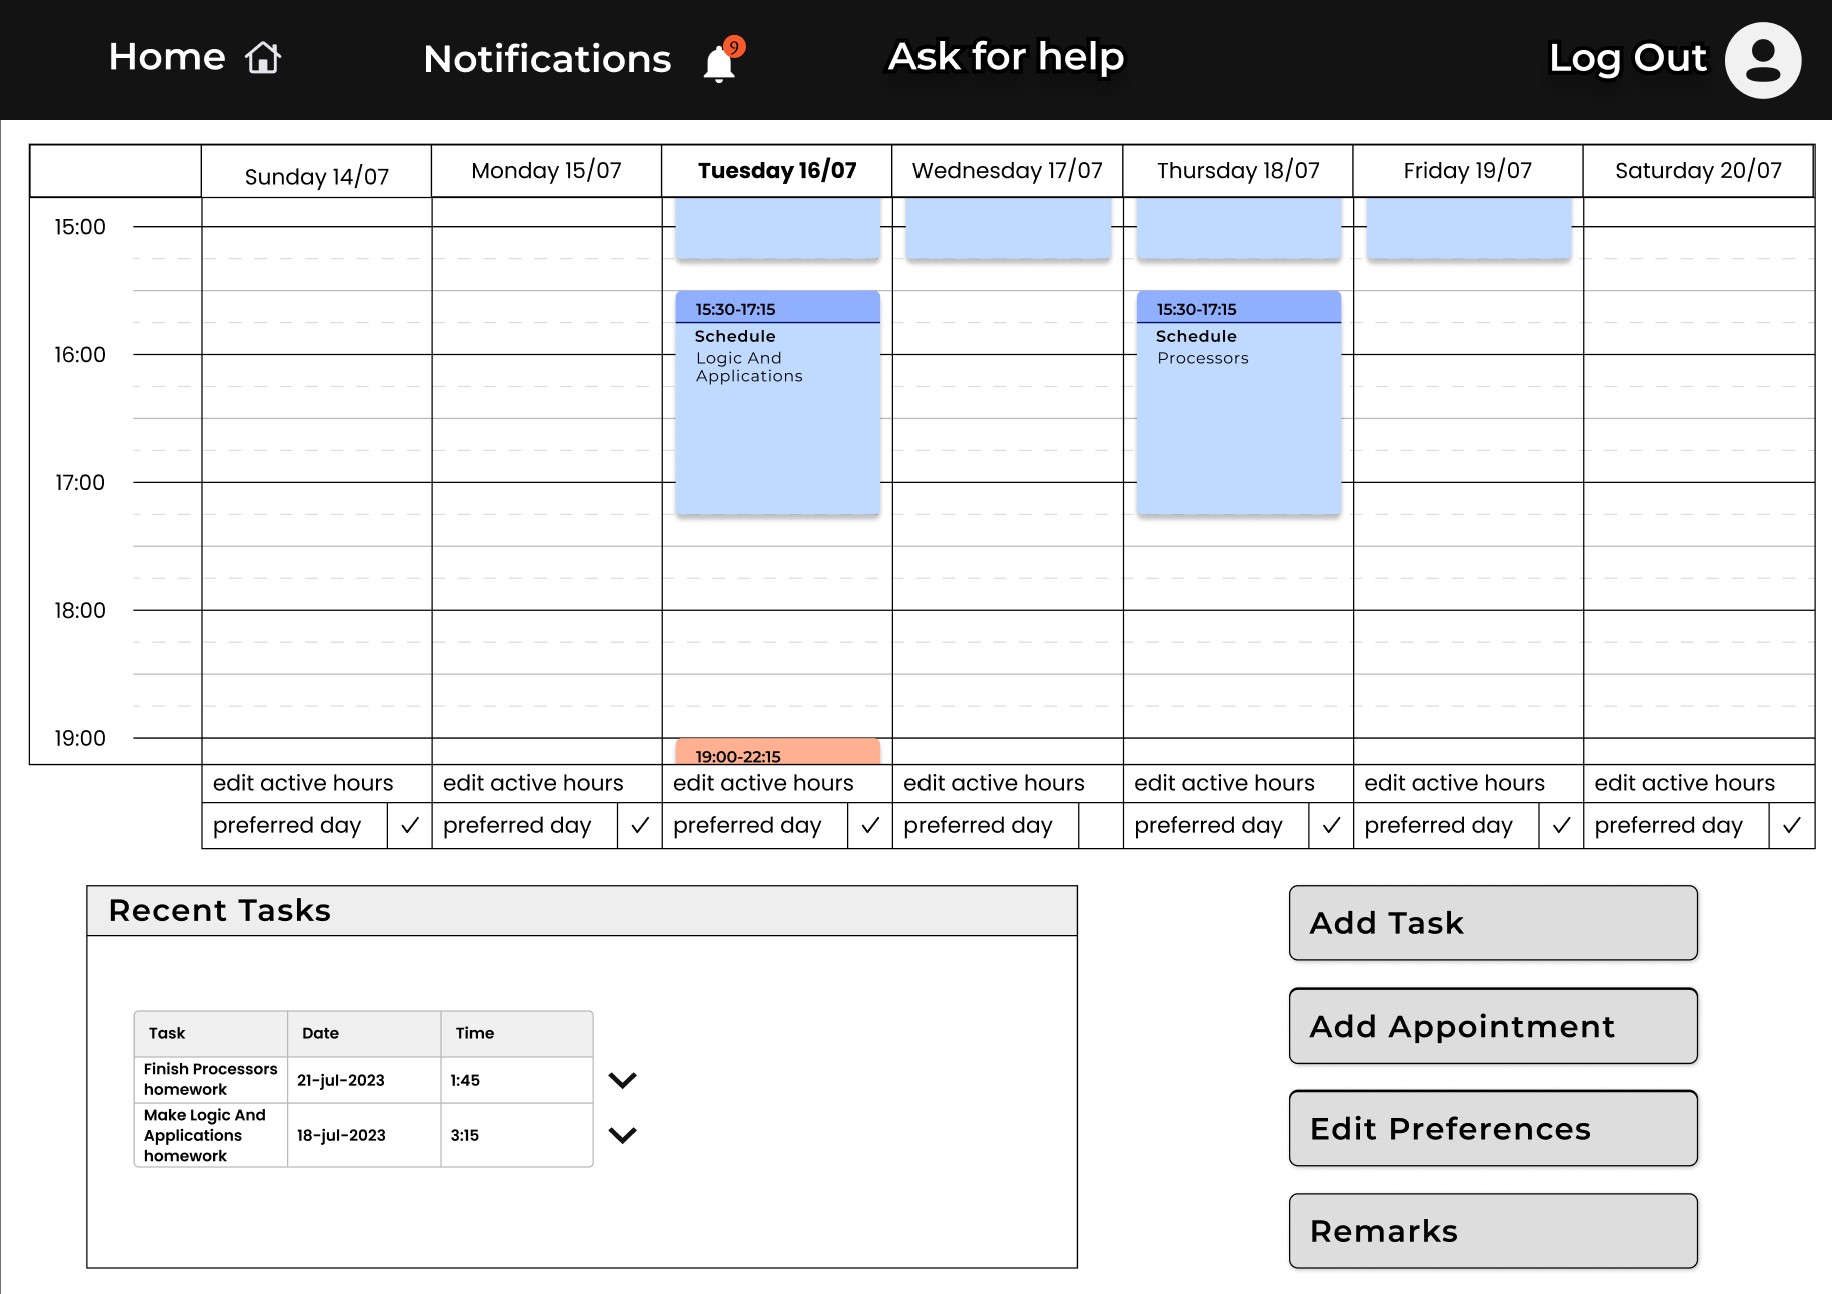 Home
Notifications
9
Ask for help
Log Out
Sunday 14/07
Monday 15/07
Tuesday 16/07
Wednesday 17/07
Thursday 18/07
Friday 19/07
Saturday 20/07
15:00
15:30-17:15
Schedule
Logic And
Applications
15:30-17:15
Schedule
Processors
16:00
17:00
18:00
19:00
19:00-22:15
edit active hours
edit active hours
edit active hours
edit active hours
edit active hours
edit active hours
edit active hours
preferred day ✓
preferred day ✓
preferred day ✓
preferred day
preferred day ✓
preferred day ✓
preferred day ✓
Recent Tasks
Task
Date
Time
Finish Processors
homework
21-jul-2023
1:45
Make Logic And
Applications
homework
18-jul-2023
3:15
Add Task
Add Appointment
Edit Preferences
Remarks